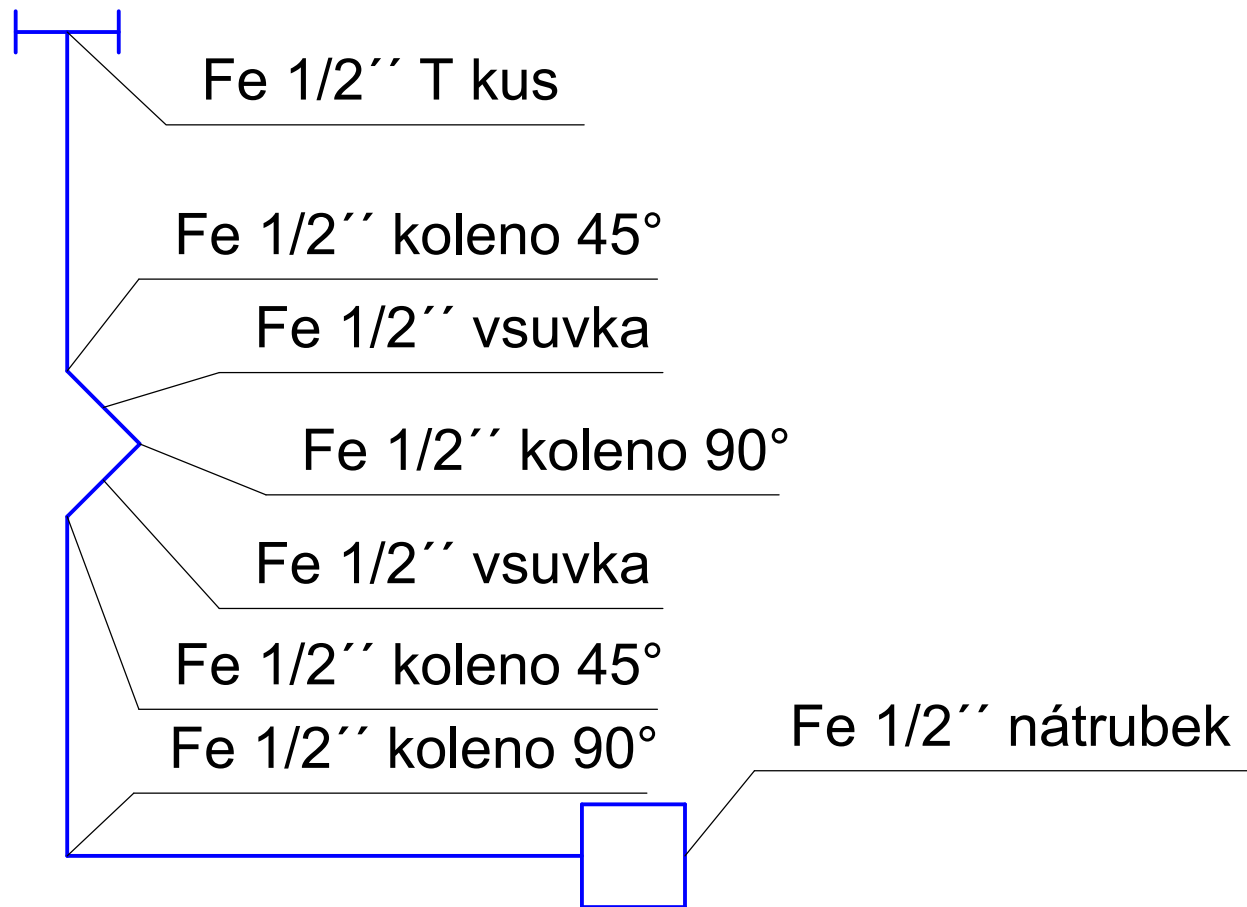 Fe 1/2´´ T kus
Fe 1/2´´ koleno 45°
Fe 1/2´´ vsuvka
Fe 1/2´´ koleno 90°
Fe 1/2´´ vsuvka
Fe 1/2´´ koleno 45°
Fe 1/2´´ nátrubek
Fe 1/2´´ koleno 90°